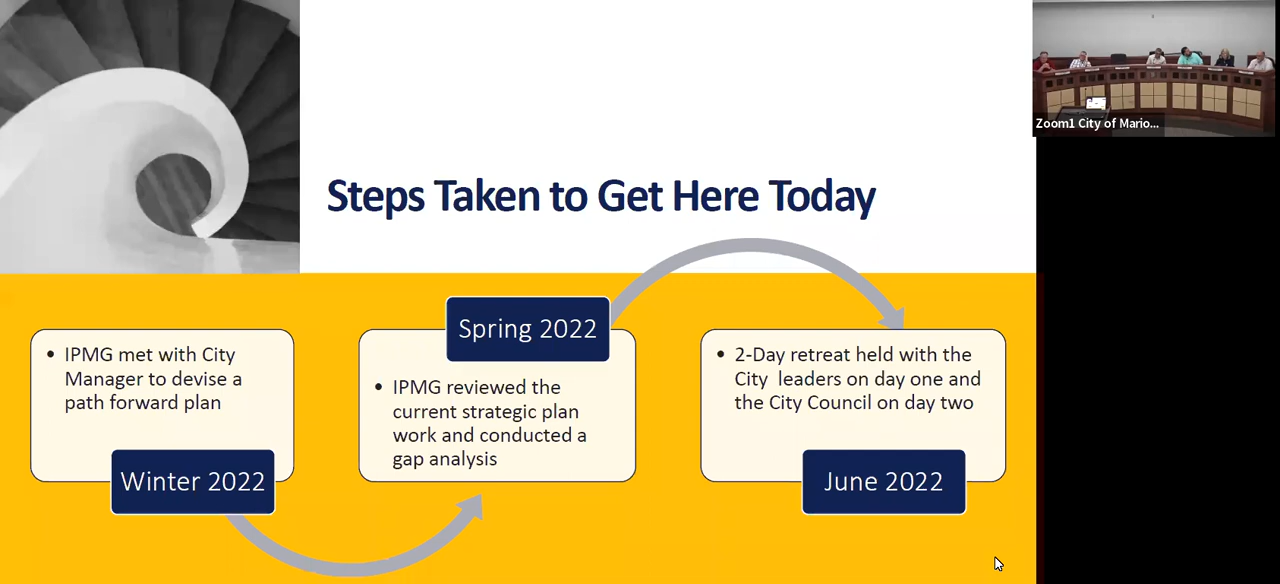 Zoom1 City of Mario...
Steps Taken to Get Here Today
• IPMG met with City
Manager to devise a
path forward plan
Winter 2022
Spring 2022
• IPMG reviewed the
current strategic plan
work and conducted a
gap analysis
• 2-Day retreat held with the
City leaders on day one and
the City Council on day two
June 2022